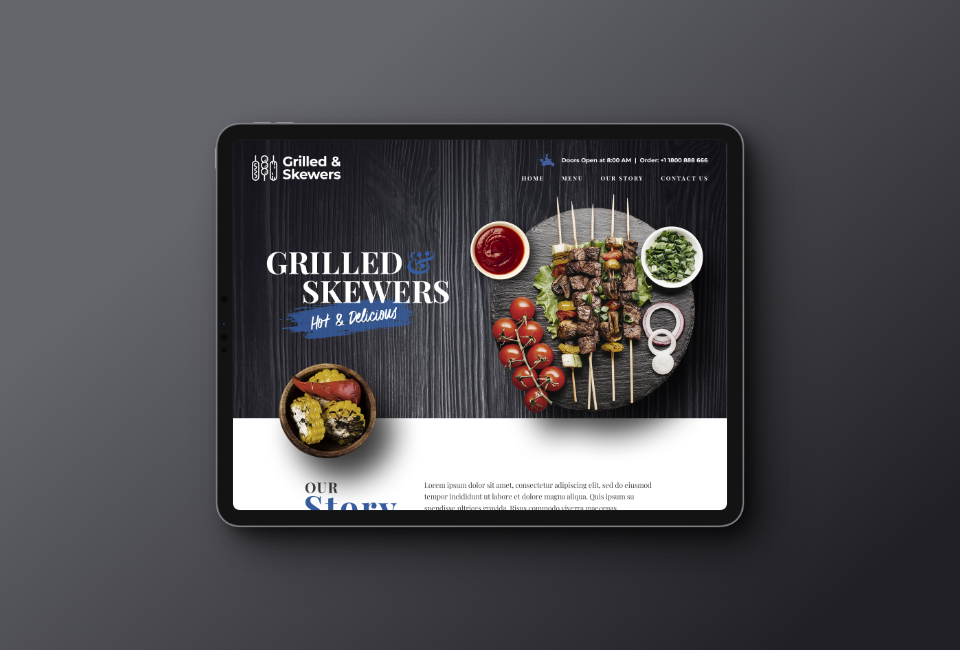 Grilled &
Skewers
Doors Open at 8:00 AM | Order: +1 1800 888 666
HOME MENU OUR STORY CONTACT US
GRILLED &
SKEWERS
Hot & Delicious
OUR
Story
Lorem ipsum dolor sit amet, consectetur adipiscing elit, sed do eiusmod
tempor incididunt ut labore et dolore magna aliqua. Quis ipsum su
spendisse ultrices gravida. Risus commodo viverra maecenas